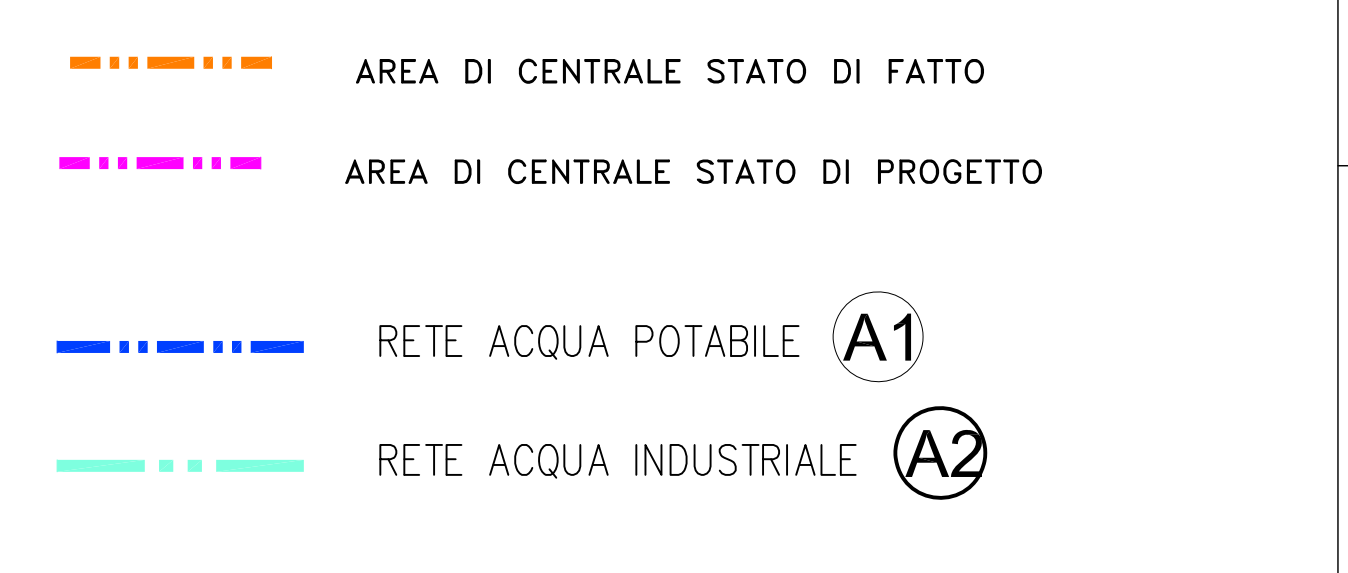 AREA DI CENTRALE STATO DI FATTO
AREA DI CENTRALE STATO DI PROGETTO
RETE ACQUA POTABILE A1
RETE ACQUA INDUSTRIALE A2